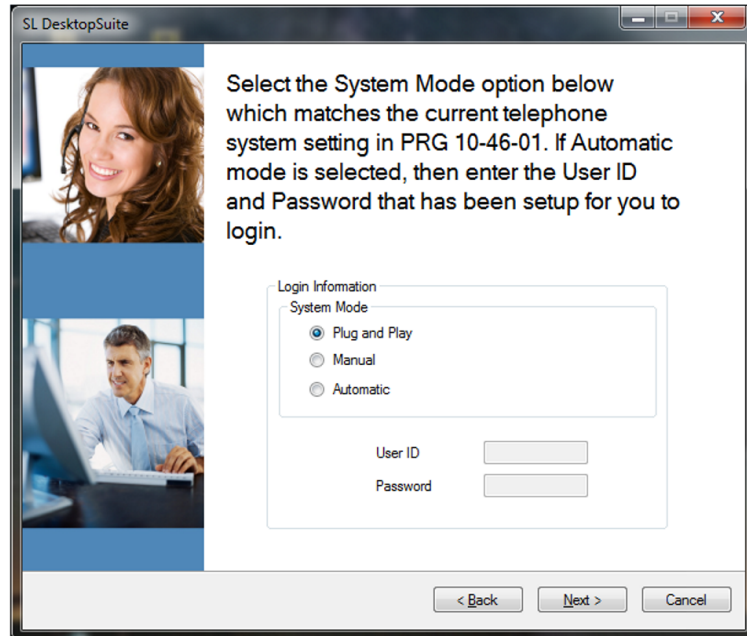 SL DesktopSuite
Select the System Mode option below
which matches the current telephone
system setting in PRG 10-46-01. If Automatic
mode is selected, then enter the User ID
and Password that has been setup for you to
login.
Login Information
System Mode
Plug and Play
Manual
Automatic
User ID
Password
< Back
Next >
Cancel